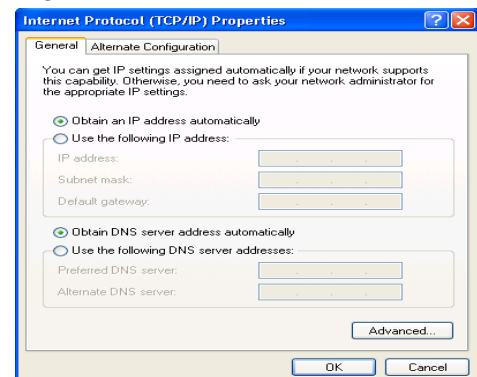 Internet Protocol (TCP/IP) Properties
General
Alternate Configuration
You can get IP settings assigned automatically if your network supports
this capability. Otherwise, you need to ask your network administrator for
the appropriate IP settings.
Obtain an IP address automatically
Use the following IP address:
IP address:
Subnet mask:
Default gateway:
Obtain DNS server address automatically
Use the following DNS server addresses:
Preferred DNS server:
Alternate DNS server:
Advanced...
OK
Cancel